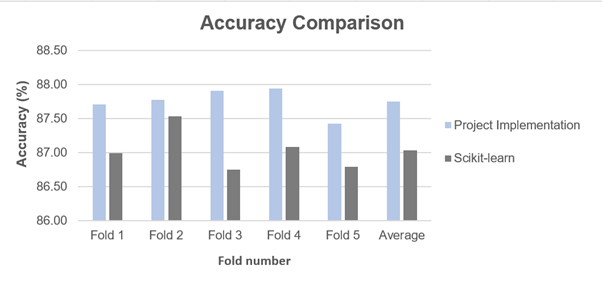 Accuracy Comparison
88.50
88.00
87.50
87.00
86.50
86.00
Accuracy (%)
Fold 1 Fold 2 Fold 3 Fold 4 Fold 5 Average
Fold number
Project Implementation
Scikit-learn